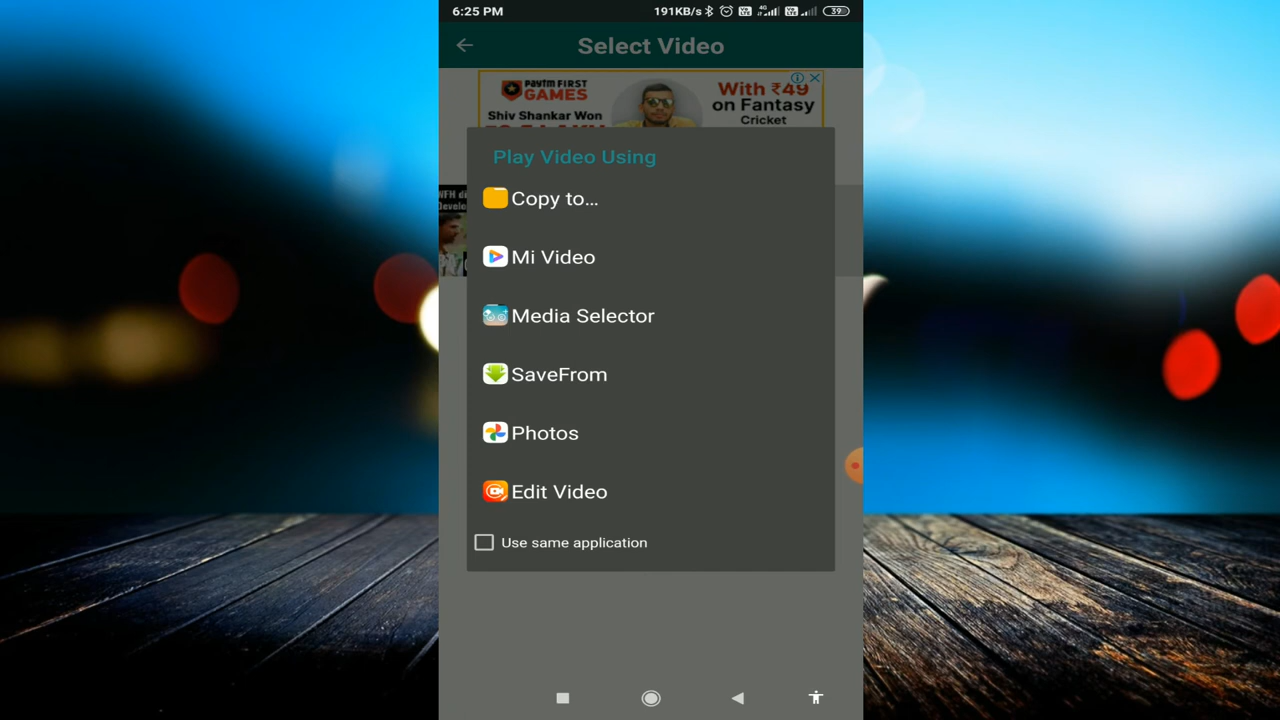 6:25 PM
191KB/s
4G
39
Select Video
Paytm FIRST
GAMES
Shiv Shankar Won
With ₹49
on Fantasy
Cricket
Play Video Using
Copy to...
Mi Video
Media Selector
SaveFrom
Photos
Edit Video
Use same application